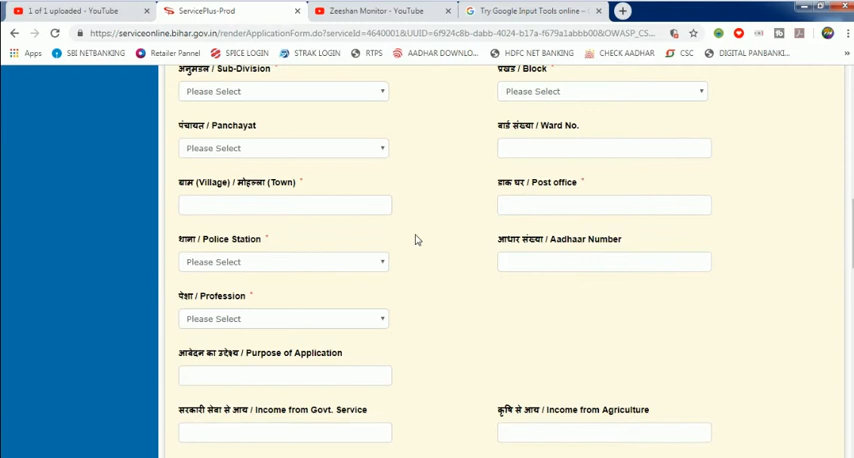 1 of 1 uploaded - YouTube
ServicePlus-Prod
Zeeshan Monitor - YouTube
Try Google Input Tools online –
https://serviceonline.bihar.gov.in/renderApplicationForm.do?serviceId=4640001&UUID=6f924c8b-dabb-4024-b17a-f679a1abbb00&OWASP_CS...
Apps SBI NETBANKING Retailer Pannel SPICE LOGIN STRAK LOGIN RTPS AADHAR DOWNLO... HDFC NET BANKING CHECK AADHAR CSC DIGITAL PANBANKI...
अनुमंडल / Sub-Division * प्रखंड / Block *
Please Select Please Select
पंचायत / Panchayat वार्ड संख्या / Ward No.
Please Select
ग्राम (Village) / मोहल्ला (Town) * डाक घर / Post office *
थाना / Police Station * आधार संख्या / Aadhaar Number
Please Select
पेशा / Profession *
Please Select
आवेदन का उद्देश्य / Purpose of Application
सरकारी सेवा से आय / Income from Govt. Service कृषि से आय / Income from Agriculture